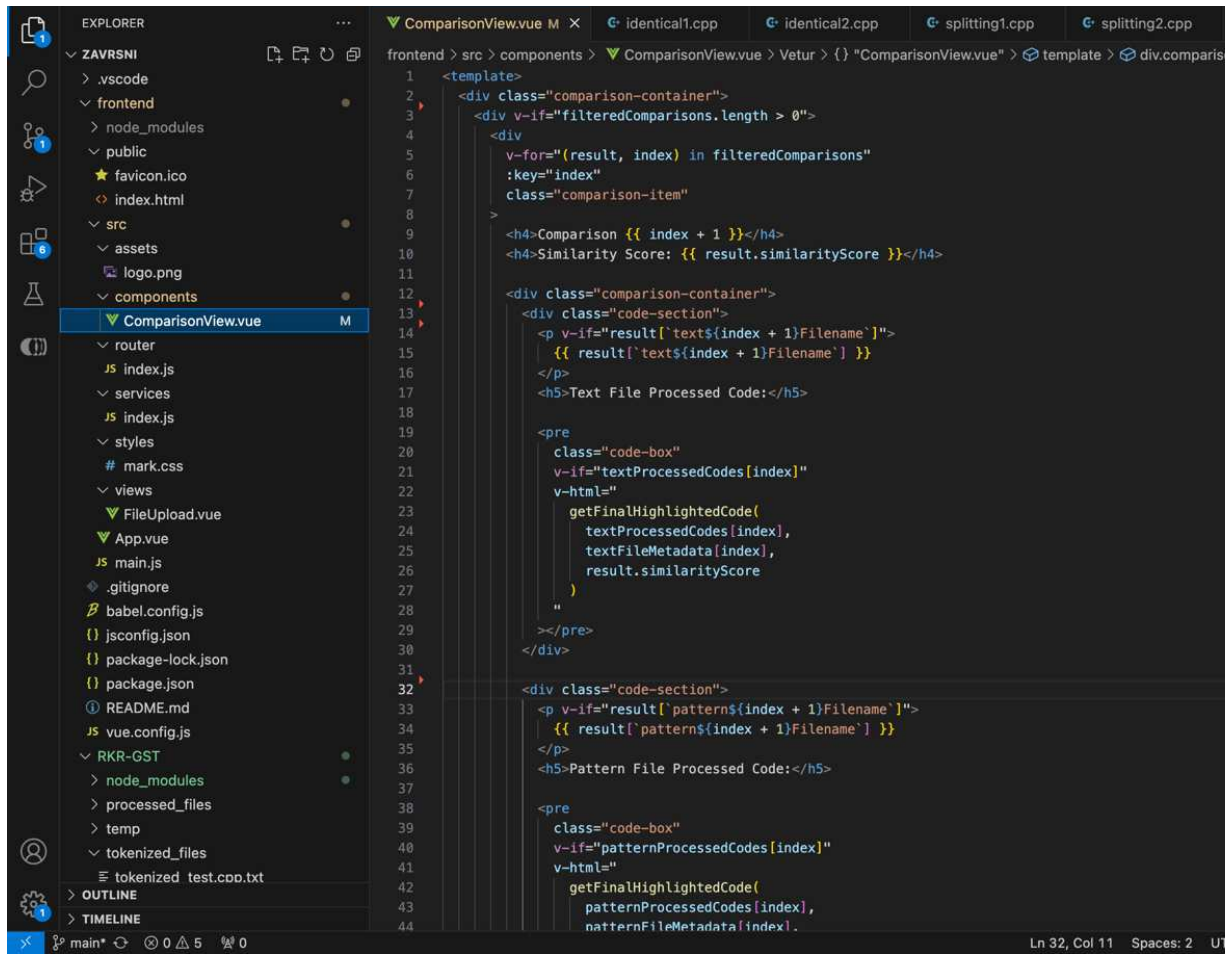 EXPLORER
ZAVRSNI
.vscode
frontend
node_modules
public
favicon.ico
index.html
src
assets
logo.png
components
ComparisonView.vue M
router
JS index.js
services
JS index.js
styles
# mark.css
views
FileUpload.vue
App.vue
JS main.js
.gitignore
babel.config.js
{} jsconfig.json
{} package-lock.json
{} package.json
README.md
JS vue.config.js
RKR-GST
node_modules
processed_files
temp
tokenized_files
tokenized_test.cpp.txt
OUTLINE
TIMELINE
1
1
6
1
ComparisonView.vue M × identical1.cpp identical2.cpp splitting1.cpp splitting2.cpp
frontend > src > components > ComparisonView.vue > Vetur > {} "ComparisonView.vue" > template > div.comparis
1 <template>
2 <div class="comparison-container">
3 <div v-if="filteredComparisons.length > 0">
4 <div
5 v-for="(result, index) in filteredComparisons"
6 :key="index"
7 class="comparison-item"
8 >
9 <h4>Comparison {{ index + 1 }}</h4>
10 <h4>Similarity Score: {{ result.similarityScore }}</h4>
11
12 <div class="comparison-container">
13 <div class="code-section">
14 <p v-if="result[`text${index + 1}Filename`]">
15 {{ result[`text${index + 1}Filename`] }}
16 </p>
17 <h5>Text File Processed Code:</h5>
18
19 <pre
20 class="code-box"
21 v-if="textProcessedCodes[index]"
22 v-html="
23 getFinalHighlightedCode(
24 textProcessedCodes[index],
25 textFileMetadata[index],
26 result.similarityScore
27 )
28 "
29 ></pre>
30 </div>
31
32 <div class="code-section">
33 <p v-if="result[`pattern${index + 1}Filename`]">
34 {{ result[`pattern${index + 1}Filename`] }}
35 </p>
36 <h5>Pattern File Processed Code:</h5>
37
38 <pre
39 class="code-box"
40 v-if="patternProcessedCodes[index]"
41 v-html="
42 getFinalHighlightedCode(
43 patternProcessedCodes[index],
44 patternFileMetadata[index],
main* 0 5 0 Ln 32, Col 11 Spaces: 2 UT